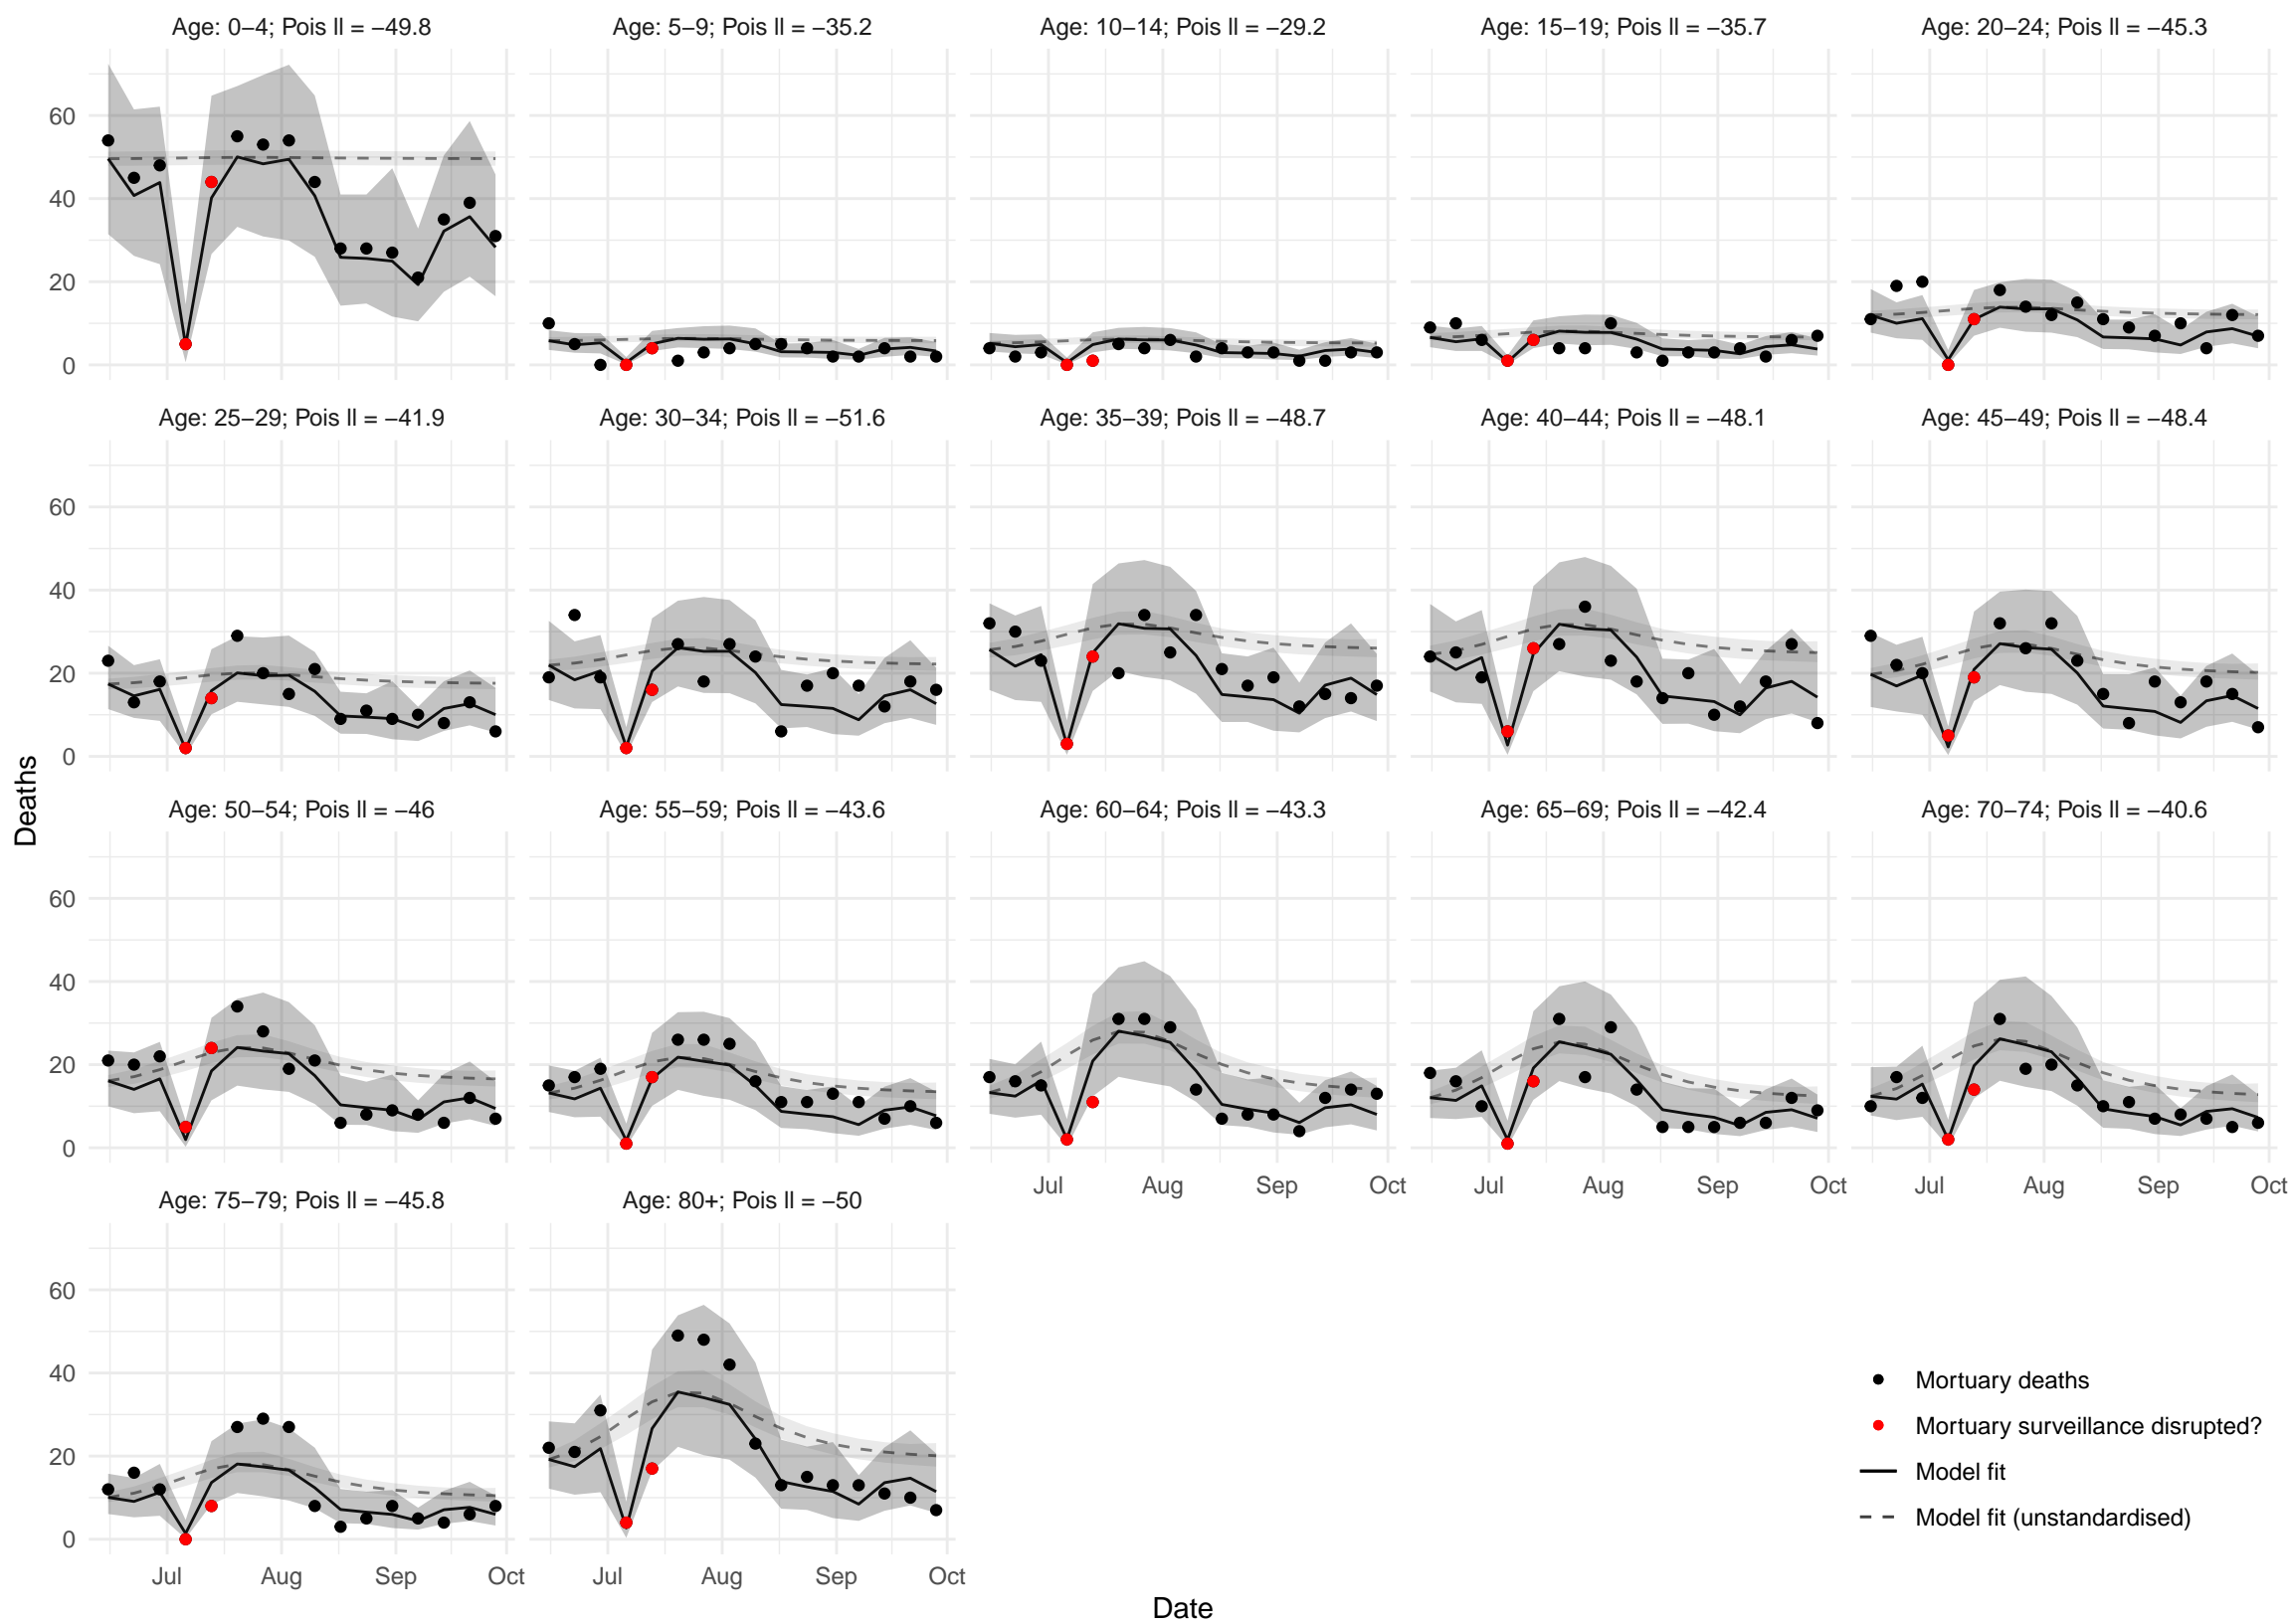 Age: 0−4; Pois ll = −49.8
Age: 5−9; Pois ll = −35.2
Age: 10−14; Pois ll = −29.2
Age: 15−19; Pois ll = −35.7
Age: 20−24; Pois ll = −45.3
60
40
20
0
Age: 25−29; Pois ll = −41.9
Age: 30−34; Pois ll = −51.6
Age: 35−39; Pois ll = −48.7
Age: 40−44; Pois ll = −48.1
Age: 45−49; Pois ll = −48.4
60
40
20
0
Deaths
Age: 50−54; Pois ll = −46
Age: 55−59; Pois ll = −43.6
Age: 60−64; Pois ll = −43.3
Age: 65−69; Pois ll = −42.4
Age: 70−74; Pois ll = −40.6
60
40
20
0
Jul Aug Sep Oct
Jul Aug Sep Oct
Jul Aug Sep Oct
Age: 75−79; Pois ll = −45.8
Age: 80+; Pois ll = −50
60
40
20
0
Jul Aug Sep Oct
Jul Aug Sep Oct
Mortuary deaths
Mortuary surveillance disrupted?
Model fit
Model fit (unstandardised)
Date